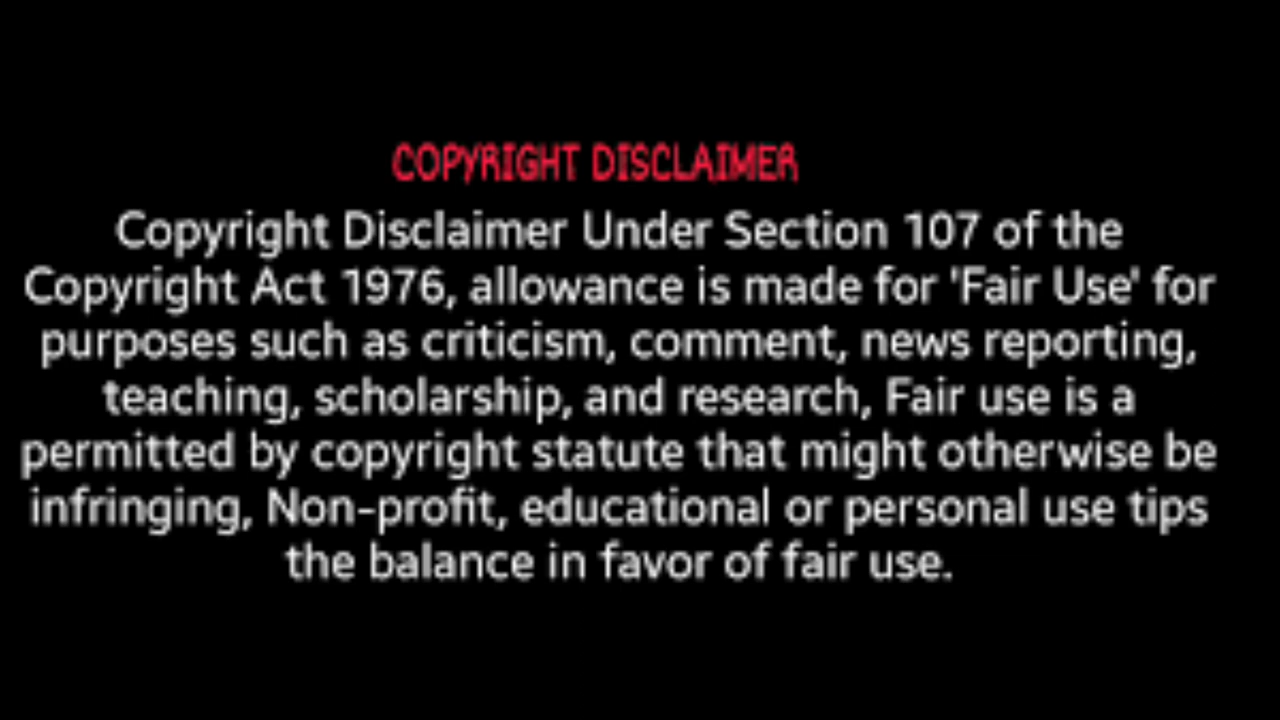 COPYRIGHT DISCLAIMER
Copyright Disclaimer Under Section 107 of the
Copyright Act 1976, allowance is made for 'Fair Use' for
purposes such as criticism, comment, news reporting,
teaching, scholarship, and research, Fair use is a
permitted by copyright statute that might otherwise be
infringing, Non-profit, educational or personal use tips
the balance in favor of fair use.